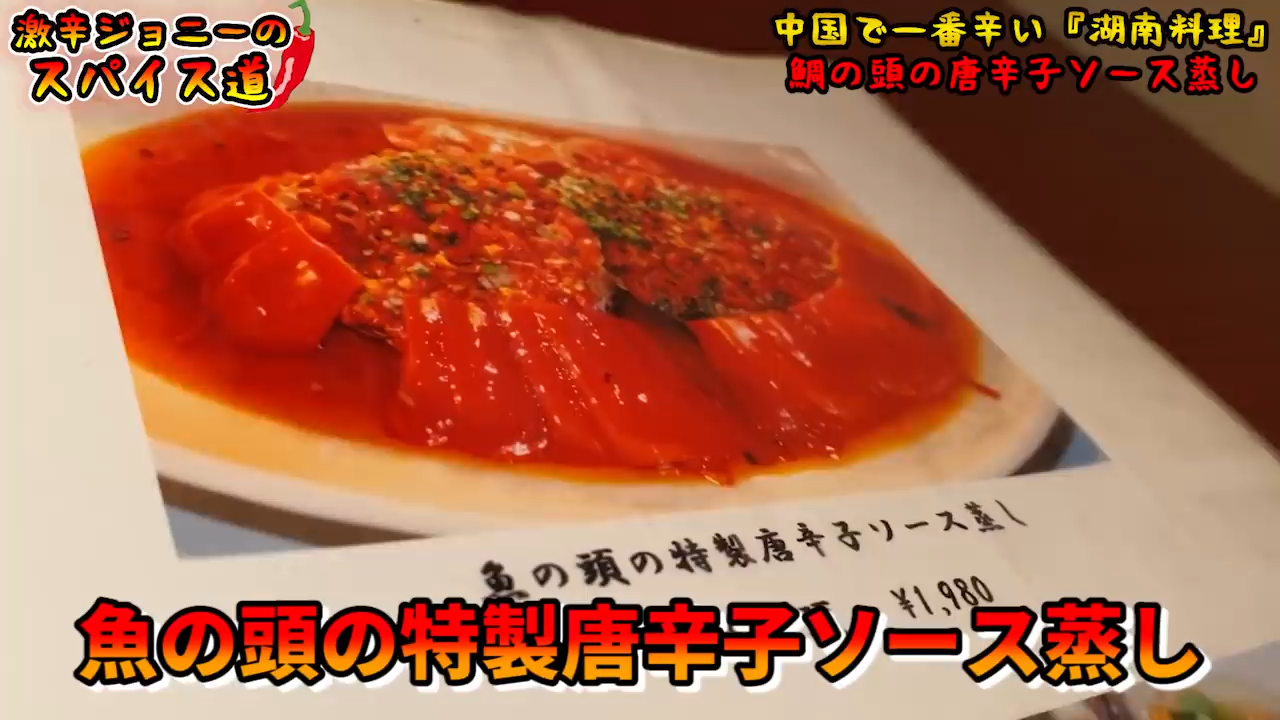 激辛ジョニーの
スパイス道
中国で一番辛い『湖南料理』
鯛の頭の唐辛子ソース蒸し
魚の頭の特製唐辛子ソース蒸し
¥1,980
魚の頭の特製唐辛子ソース蒸し